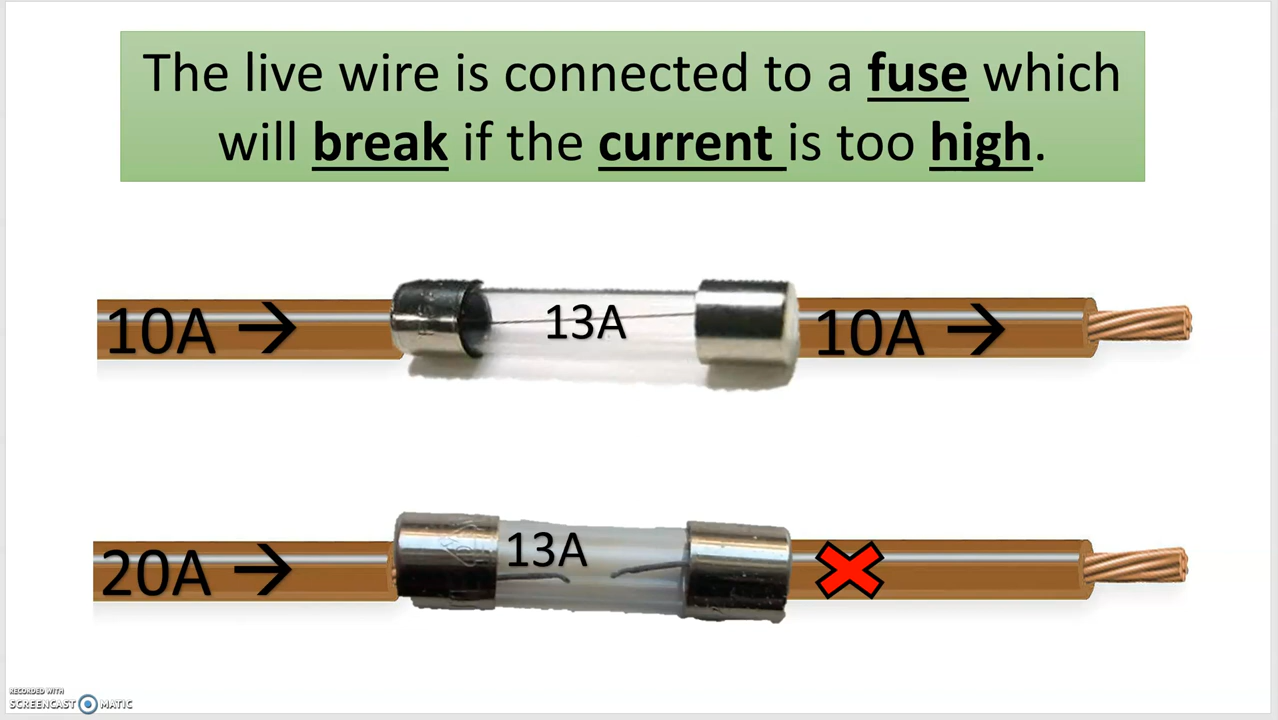 The live wire is connected to a fuse which
will break if the current is too high.
10A → 13A 10A →
20A → 13A
RECORDED WITH
SCREENCAST MATIC